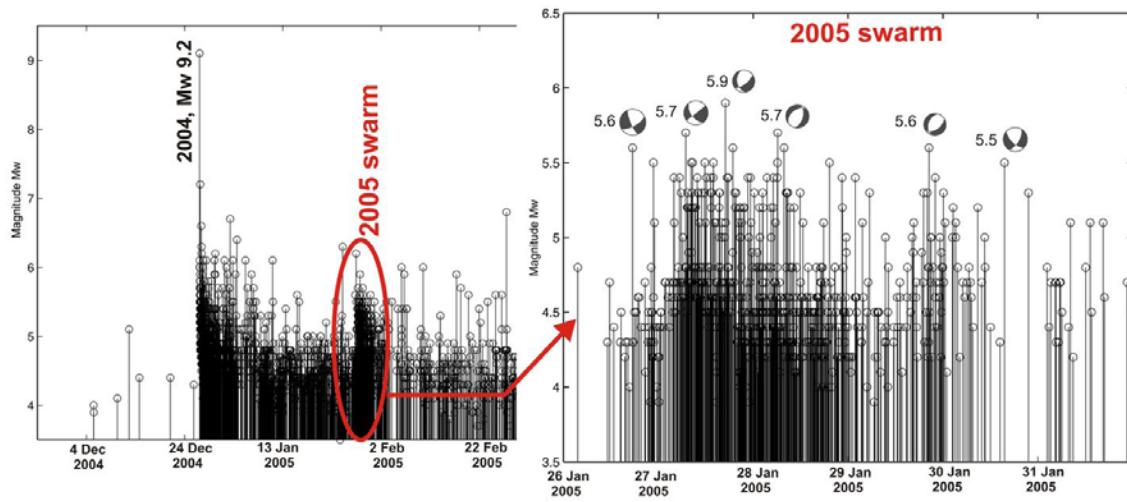 Magnitude Mw
9
8
7
6
5
4
2004, Mw 9.2
2005 swarm
4 Dec
2004
24 Dec
2004
13 Jan
2005
2 Feb
2005
22 Feb
2005
2005 swarm
Magnitude Mw
6.5
6
5.5
5
4.5
4
3.5
5.6
5.7
5.9
5.7
5.6
5.5
26 Jan
2005
27 Jan
2005
28 Jan
2005
29 Jan
2005
30 Jan
2005
31 Jan
2005